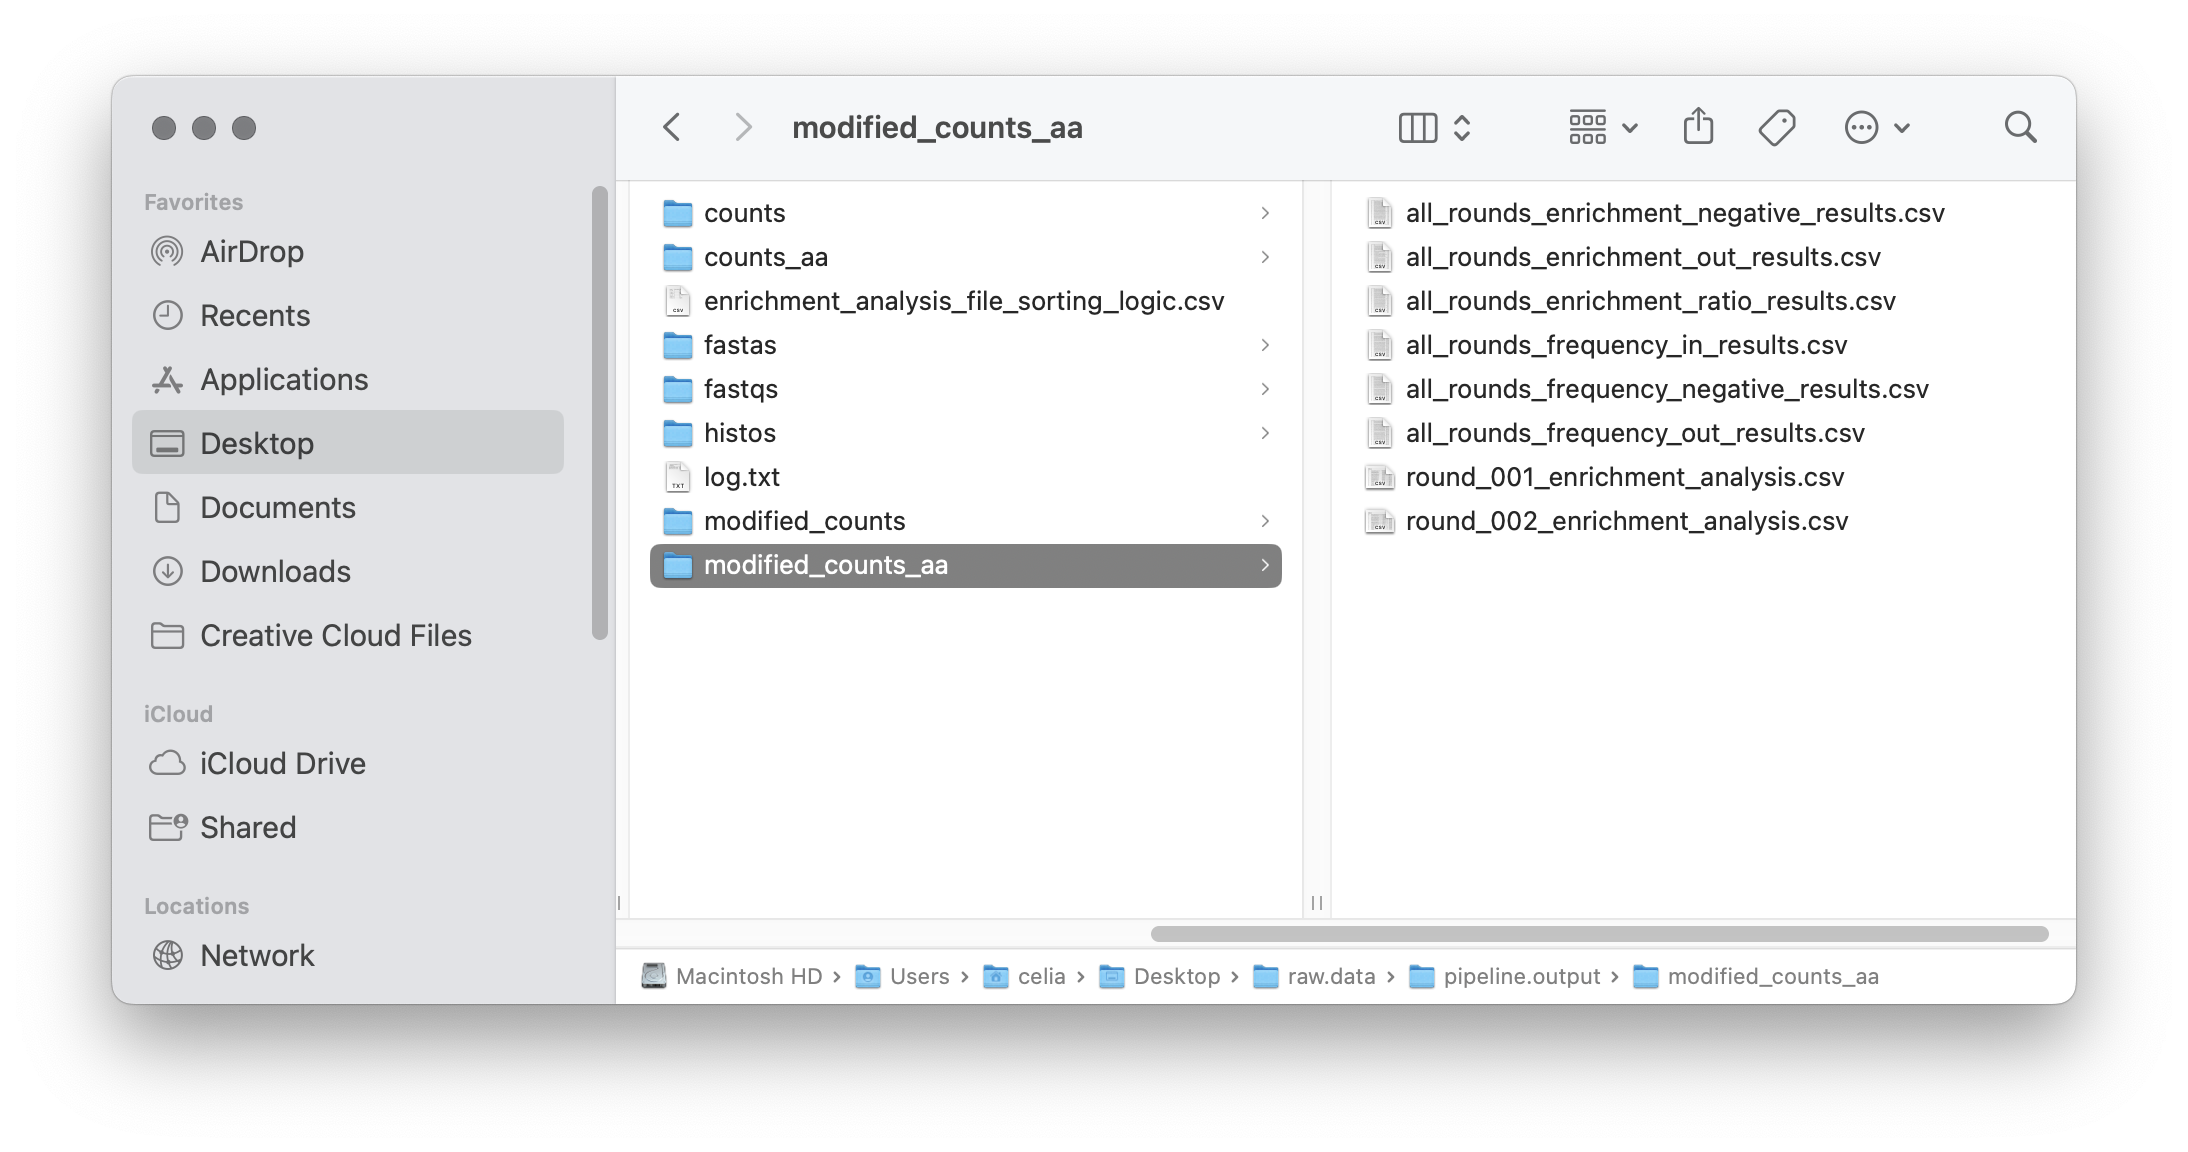 modified_counts_aa
Favorites
AirDrop
Recents
Applications
Desktop
Documents
Downloads
Creative Cloud Files
iCloud
iCloud Drive
Shared
Locations
Network
counts
counts_aa
enrichment_analysis_file_sorting_logic.csv
fastas
fastqs
histos
log.txt
modified_counts
modified_counts_aa
all_rounds_enrichment_negative_results.csv
all_rounds_enrichment_out_results.csv
all_rounds_enrichment_ratio_results.csv
all_rounds_frequency_in_results.csv
all_rounds_frequency_negative_results.csv
all_rounds_frequency_out_results.csv
round_001_enrichment_analysis.csv
round_002_enrichment_analysis.csv
Macintosh HD › Users › celia › Desktop › raw.data › pipeline.output › modified_counts_aa